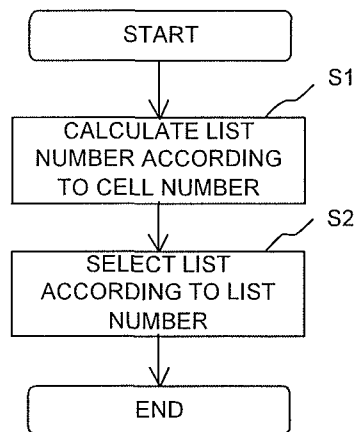 START
S1
CALCULATE LIST
NUMBER ACCORDING
TO CELL NUMBER
S2
SELECT LIST
ACCORDING TO LIST
NUMBER
END